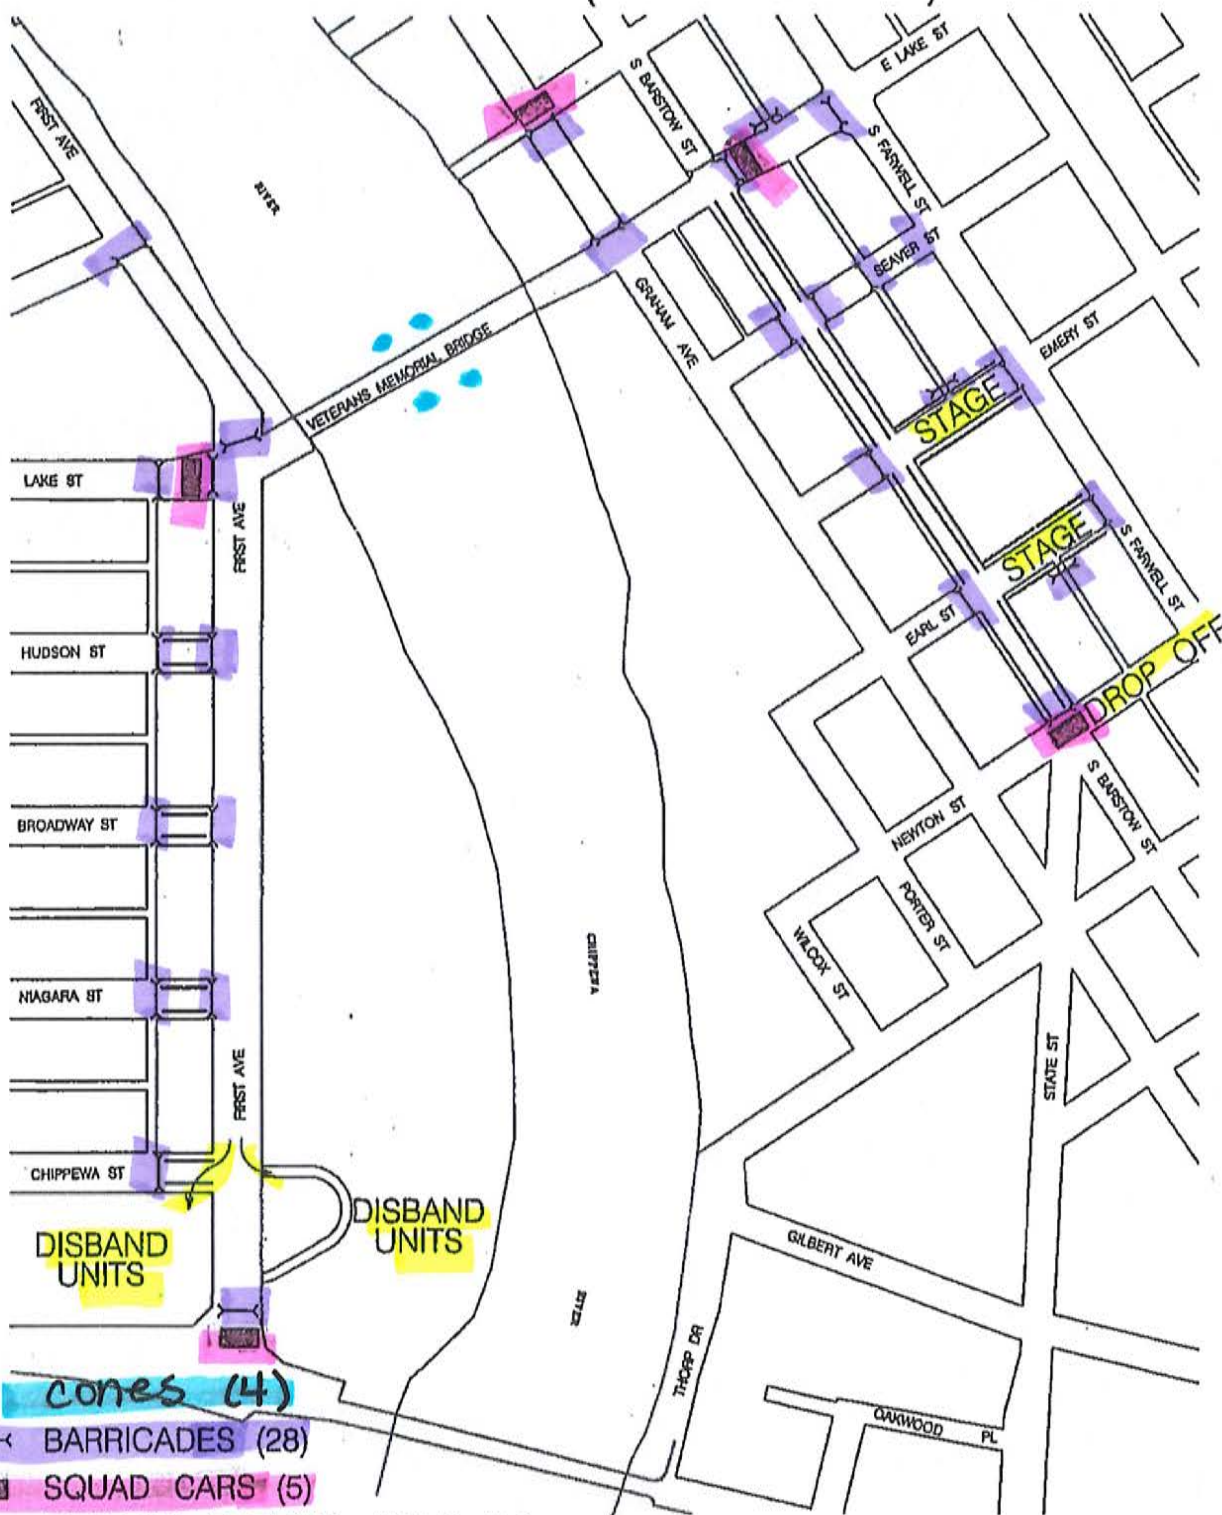 E LAKE ST
S BARSTOW ST
FIRST AVE
S FARWELL ST
RIVER
SEAVER ST
GRAHAM AVE
EMERY ST
VETERANS MEMORIAL BRIDGE
STAGE
LAKE ST
FIRST AVE
STAGE
S FARWELL ST
EARL ST
HUDSON ST
DROP OFF
S BARSTOW ST
BROADWAY ST
NEWTON ST
PORTER ST
WILCOX ST
CHIPPEWA
NIAGARA ST
FIRST AVE
STATE ST
CHIPPEWA ST
DISBAND
UNITS
DISBAND
UNITS
GILBERT AVE
RIVER
THORP DR
OAKWOOD PL
cones (4)
BARRICADES (28)
SQUAD CARS (5)